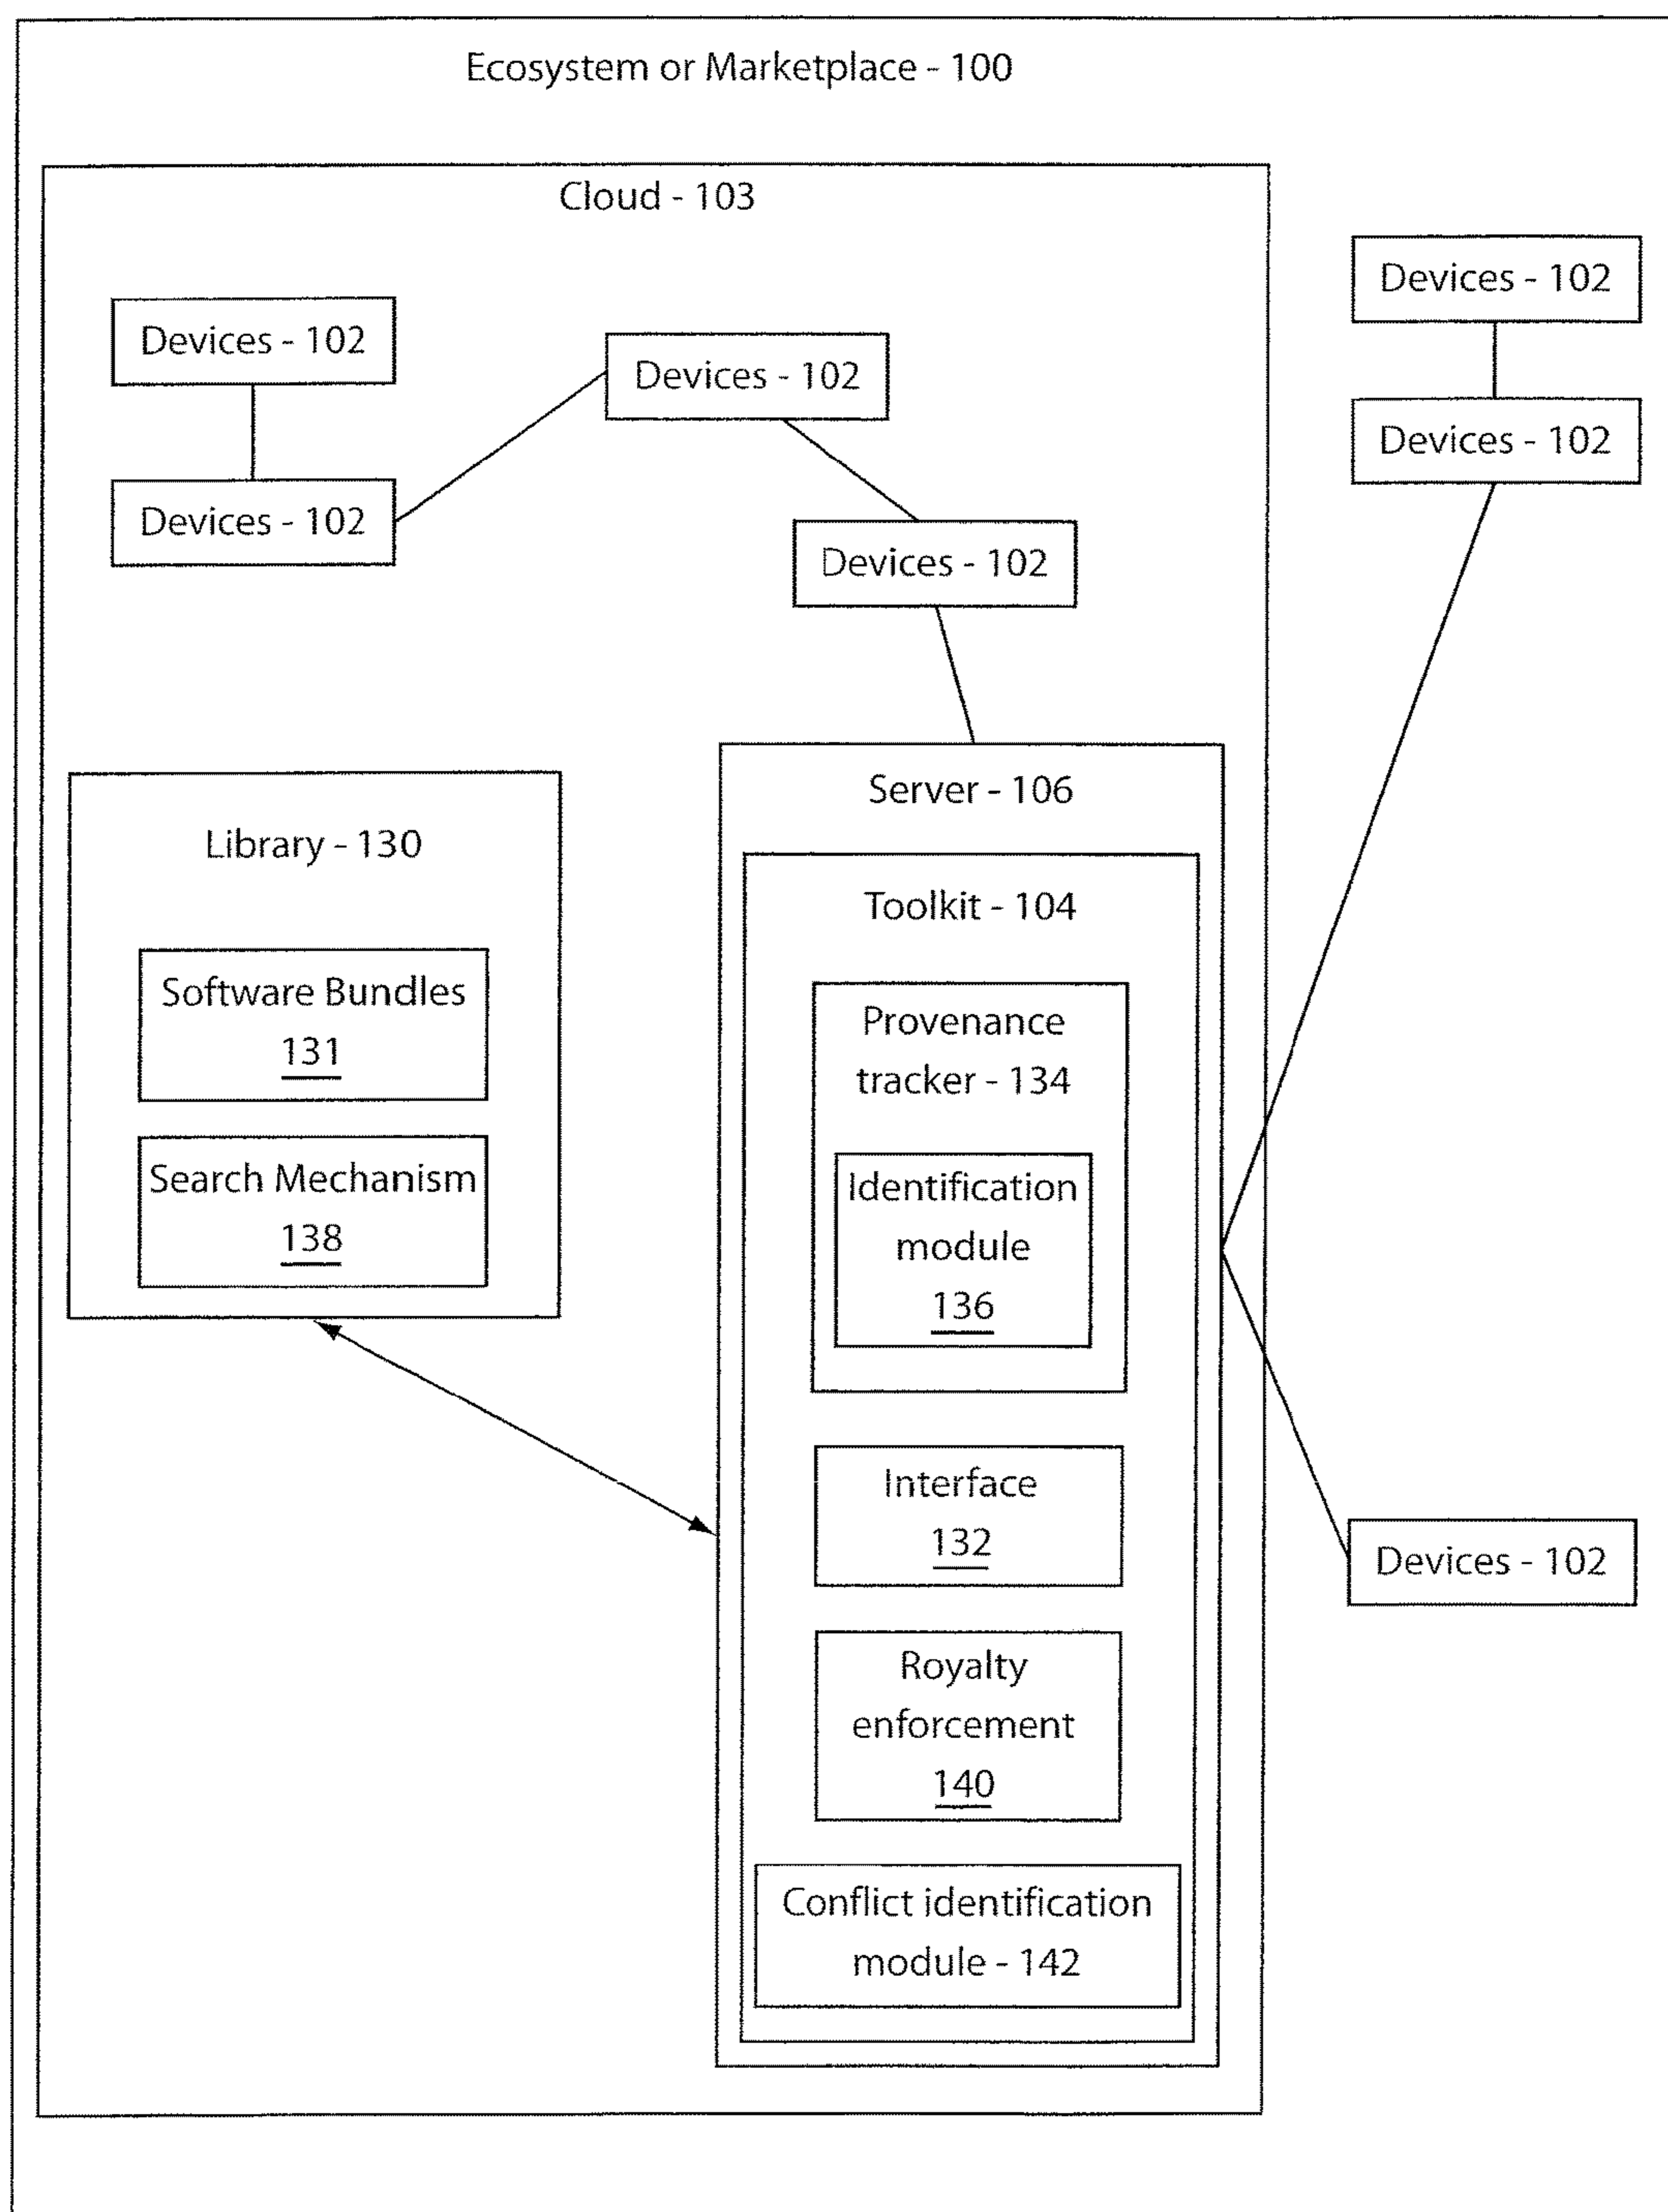 Ecosystem or Marketplace - 100
Cloud - 103
Devices - 102
Devices - 102
Devices - 102
Devices - 102
Devices - 102
Devices - 102
Library - 130
Software Bundles
131
Search Mechanism
138
Server - 106
Toolkit - 104
Provenance
tracker - 134
Identification
module
136
Interface
132
Royalty
enforcement
140
Conflict identification
module - 142
Devices - 102